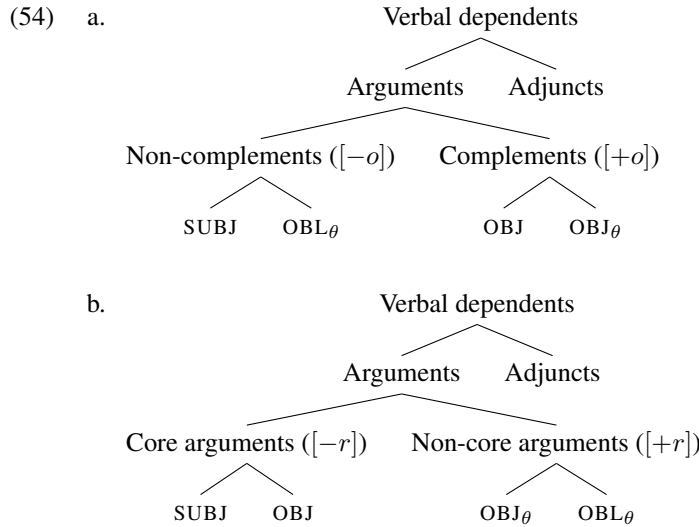 (54) a. Verbal dependents
Arguments Adjuncts
Non-complements ([−o]) Complements ([+o])
SUBJ OBLθ OBJ OBJθ
b. Verbal dependents
Arguments Adjuncts
Core arguments ([−r]) Non-core arguments ([+r])
SUBJ OBJ OBJθ OBLθ